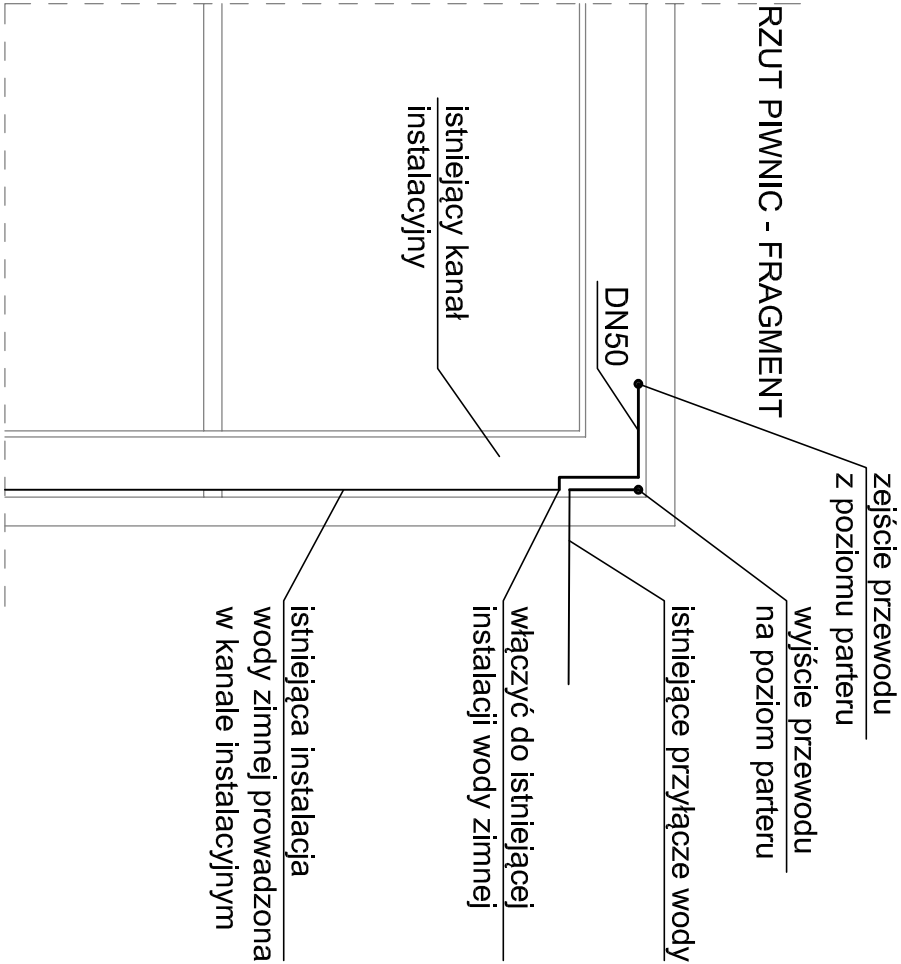 RZUT PIWNIC - FRAGMENT
zejście przewodu
z poziomu parteru
wyjście przewodu
na poziom parteru
DN50
istniejące przyłącze wody
istniejący kanał
instalacyjny
włączyć do istniejącej
instalacji wody zimnej
istniejąca instalacja
wody zimnej prowadzona
w kanale instalacyjnym